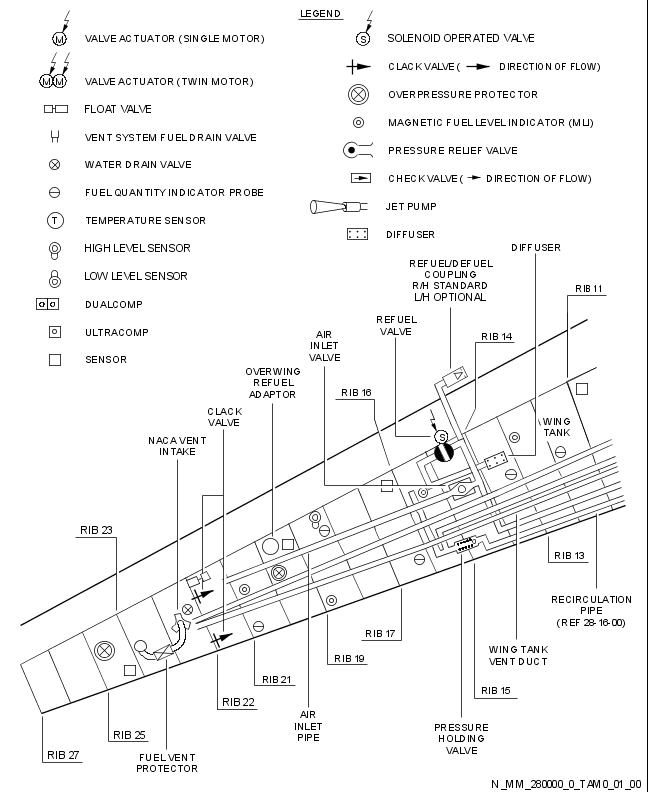 LEGEND
M
VALVE ACTUATOR (SINGLE MOTOR)
M M
VALVE ACTUATOR (TWIN MOTOR)
FLOAT VALVE
VENT SYSTEM FUEL DRAIN VALVE
WATER DRAIN VALVE
FUEL QUANTITY INDICATOR PROBE
T
TEMPERATURE SENSOR
HIGH LEVEL SENSOR
LOW LEVEL SENSOR
DUALCOMP
ULTRACOMP
SENSOR
S
SOLENOID OPERATED VALVE
CLACK VALVE ( DIRECTION OF FLOW)
OVERPRESSURE PROTECTOR
MAGNETIC FUEL LEVEL INDICATOR (MLI)
PRESSURE RELIEF VALVE
CHECK VALVE ( DIRECTION OF FLOW)
JET PUMP
DIFFUSER
DIFFUSER
REFUEL/DEFUEL
COUPLING
R/H STANDARD
L/H OPTIONAL
RIB 11
REFUEL
VALVE
AIR
INLET
VALVE
RIB 14
OVERWING
REFUEL
ADAPTOR
RIB 16
CLACK
VALVE
NACA VENT
INTAKE
S
WING
TANK
RIB 23
RIB 13
RECIRCULATION
PIPE
(REF 28-16-00)
RIB 17
WING TANK
VENT DUCT
RIB 19
RIB 21
RIB 15
RIB 22
AIR
INLET
PIPE
PRESSURE
HOLDING
VALVE
RIB 25
RIB 27
FUEL VENT
PROTECTOR
N_MM_280000_0_TAM0_01_00